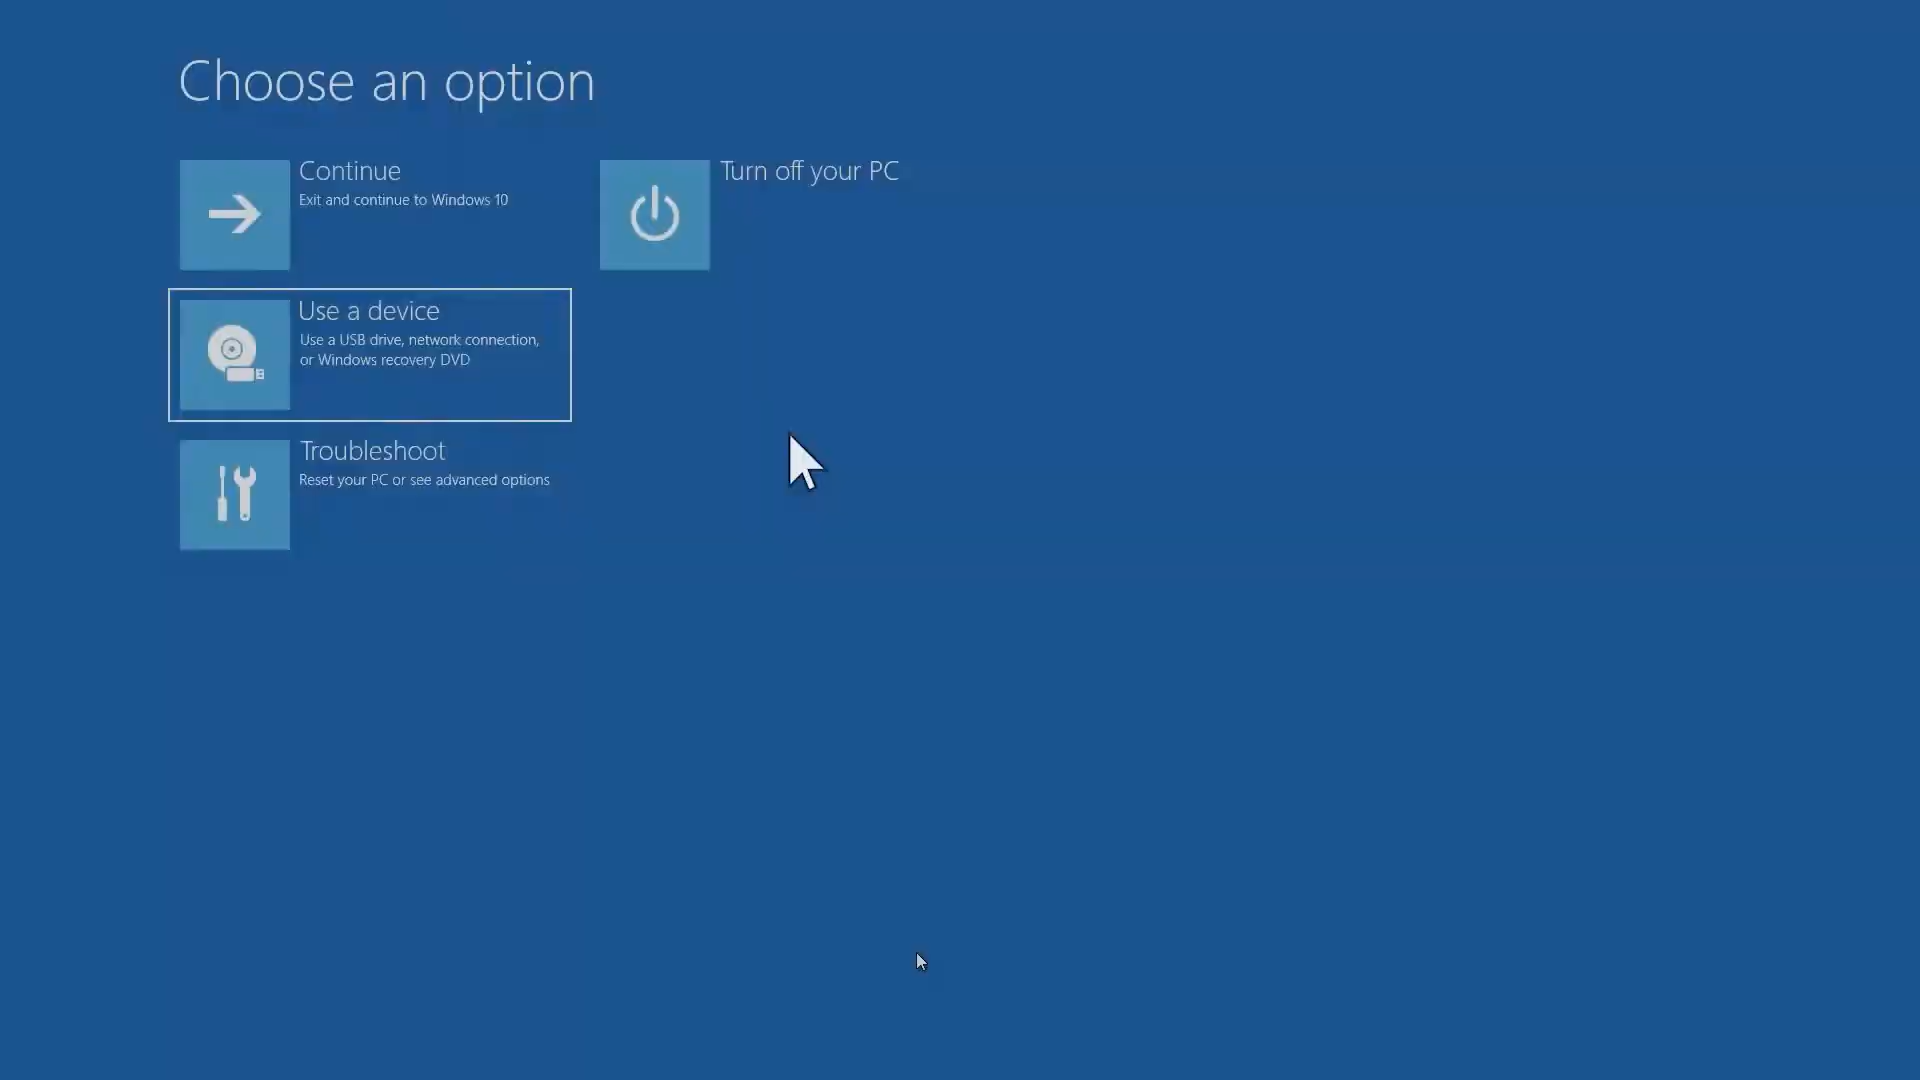 Choose an option
Continue
Exit and continue to Windows 10
Turn off your PC
Use a device
Use a USB drive, network connection,
or Windows recovery DVD
Troubleshoot
Reset your PC or see advanced options